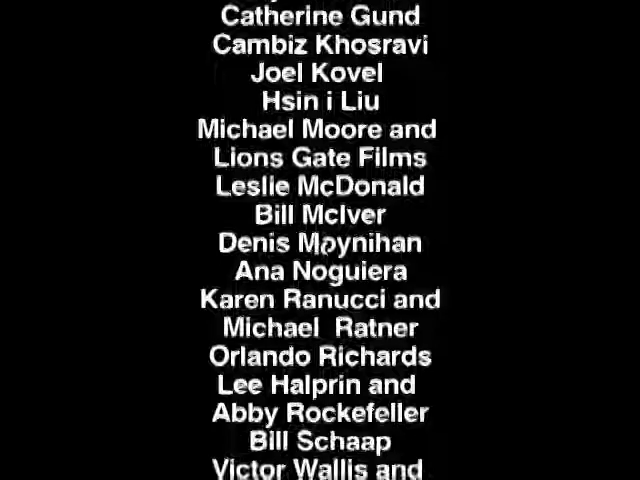 Catherine Gund
Cambiz Khosravi
Joel Kovel
Hsin i Liu
Michael Moore and
Lions Gate Films
Leslie McDonald
Bill McIver
Denis Moynihan
Ana Noguiera
Karen Ranucci and
Michael Ratner
Orlando Richards
Lee Halprin and
Abby Rockefeller
Bill Schaap
Victor Wallis and